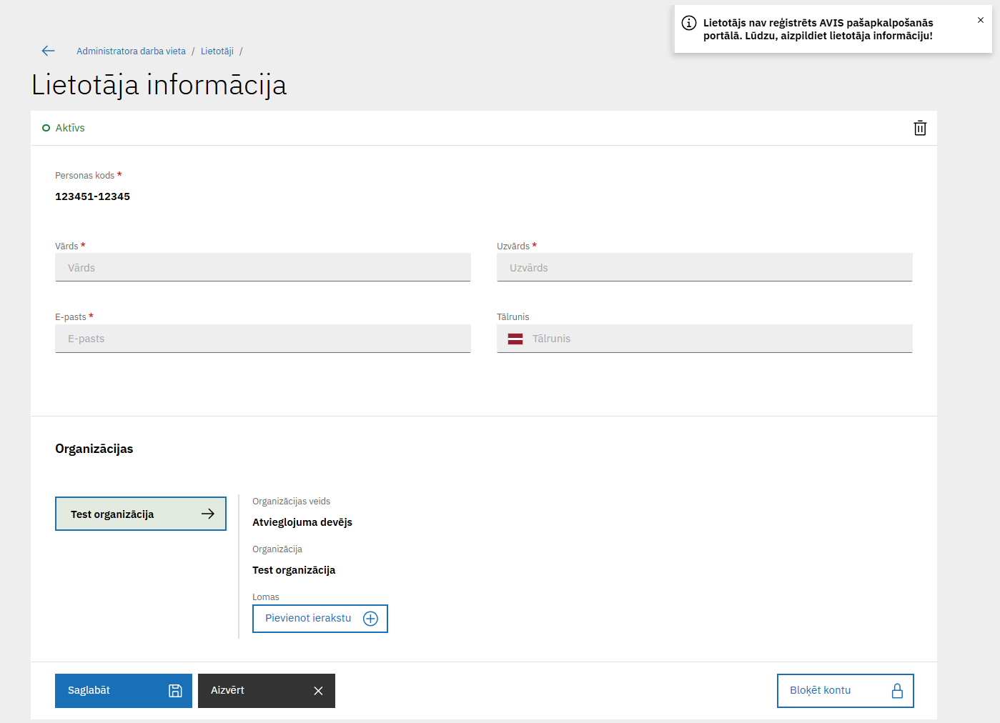 Lietotājs nav reģistrēts AVIS pašapkalpošanās
portālā. Lūdzu, aizpildiet lietotāja informāciju!
Administratora darba vieta / Lietotāji /
Lietotāja informācija
Aktīvs
Personas kods *
123451-12345
Vārds *
Vārds
Uzvārds *
Uzvārds
E-pasts *
E-pasts
Tālrunis
Tālrunis
Organizācijas
Test organizācija
Organizācijas veids
Atvieglojuma devējs
Organizācija
Test organizācija
Lomas
Pievienot ierakstu
Saglabāt
Aizvērt
Bloķēt kontu